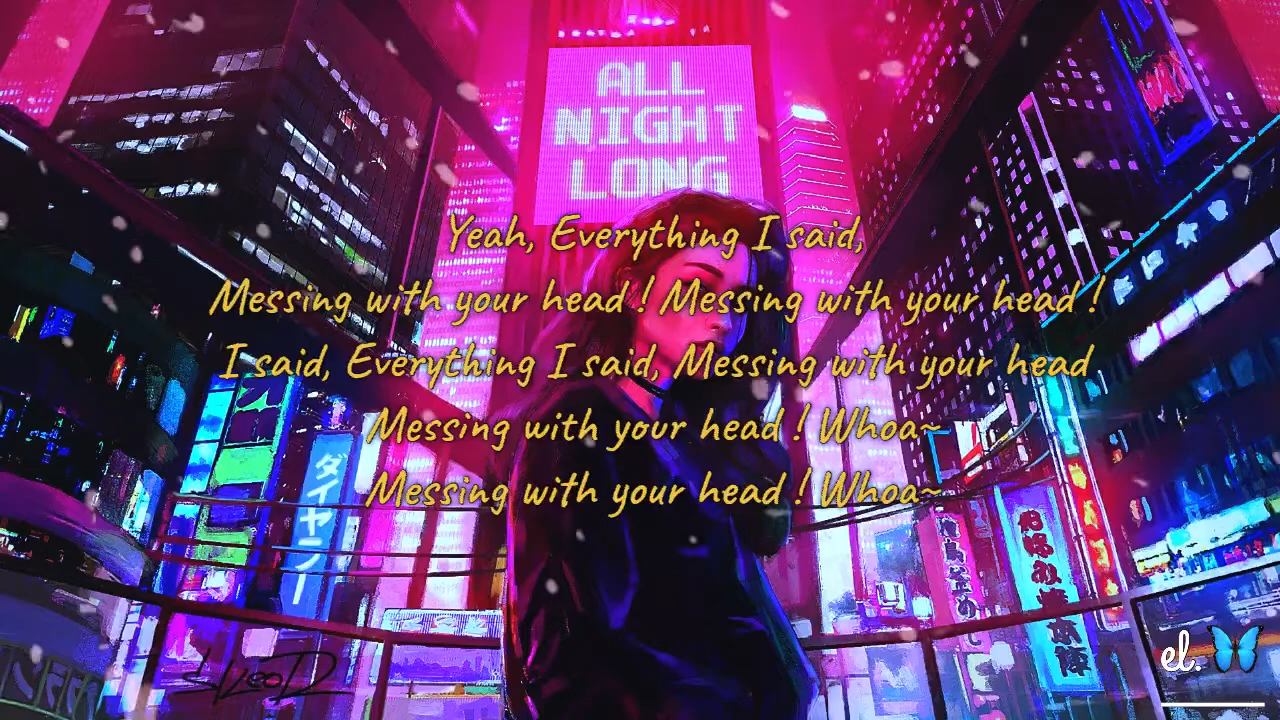 ALL
NIGHT
LONG
Yeah, Everything I said,
Messing with your head ! Messing with your head !
I said, Everything I said, Messing with your head
Messing with your head ! Whoa~
Messing with your head ! Whoa~
ダイヤ
el.